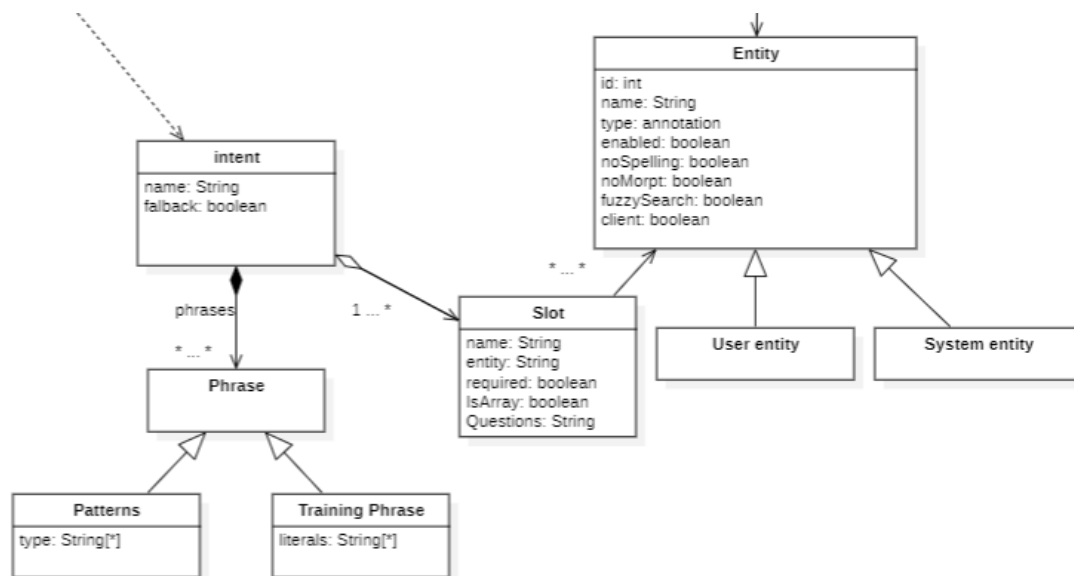 Entity
id: int
name: String
type: annotation
enabled: boolean
noSpelling: boolean
noMorpt: boolean
fuzzySearch: boolean
client: boolean
intent
name: String
falback: boolean
phrases
* ... *
1 ... *
* ... *
Slot
name: String
entity: String
required: boolean
IsArray: boolean
Questions: String
User entity
System entity
Phrase
Patterns
type: String[*]
Training Phrase
literals: String[*]